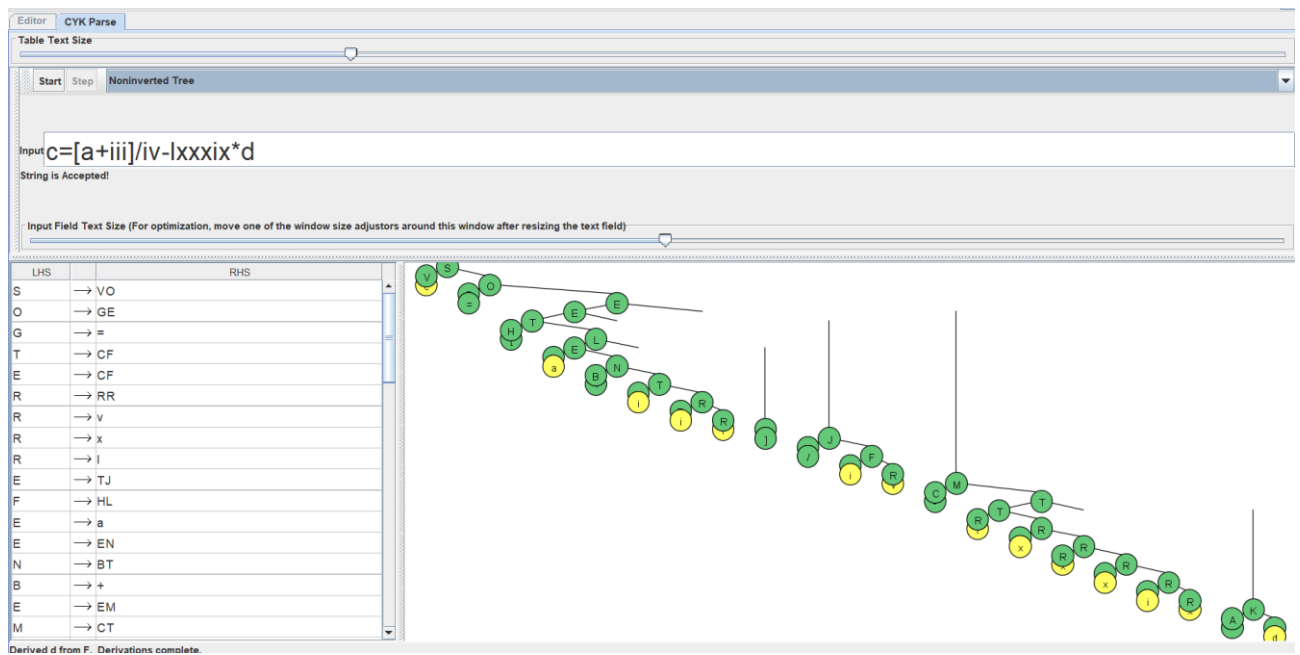 Editor CYK Parse
Table Text Size
Start Step Noninverted Tree
Input c=[a+iii]/iv-lxxxix*d
String is Accepted!
Input Field Text Size (For optimization, move one of the window size adjustors around this window after resizing the text field)
LHS RHS
S → VO
O → GE
G → =
T → CF
E → CF
R → RR
R → v
R → x
R → l
E → TJ
F → HL
E → a
E → EN
N → BT
B → +
E → EM
M → CT
V S
O
=
E
E
H T
L
E
a
B N
T
i
R
i R
]
J
/ F
i R
C M
T
R T
x R
R R
x R
i R
R
A K
d
Derived d from F. Derivations complete.